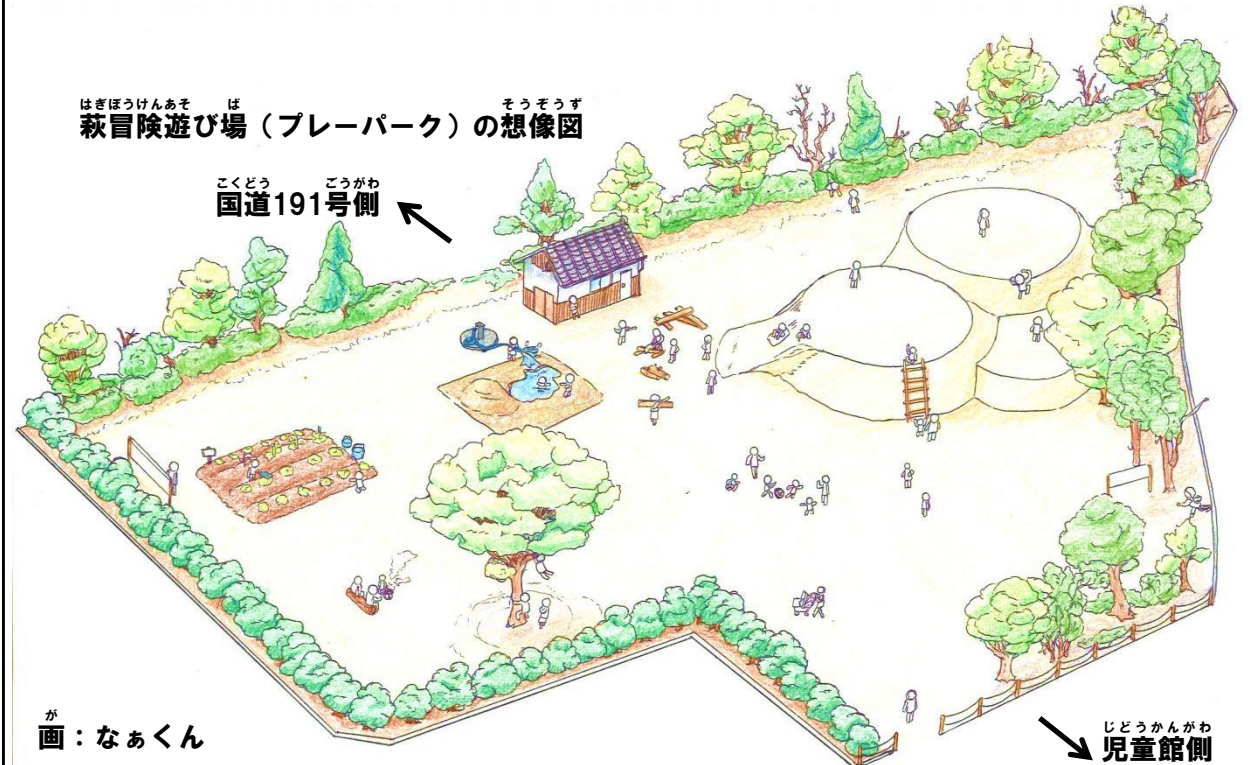 はぎぼうけんあそ ば そうぞうず
萩冒険遊び場（プレーパーク）の想像図
こくどう ごうがわ
国道191号側
が
画：なぁくん
じどうかんがわ
児童館側